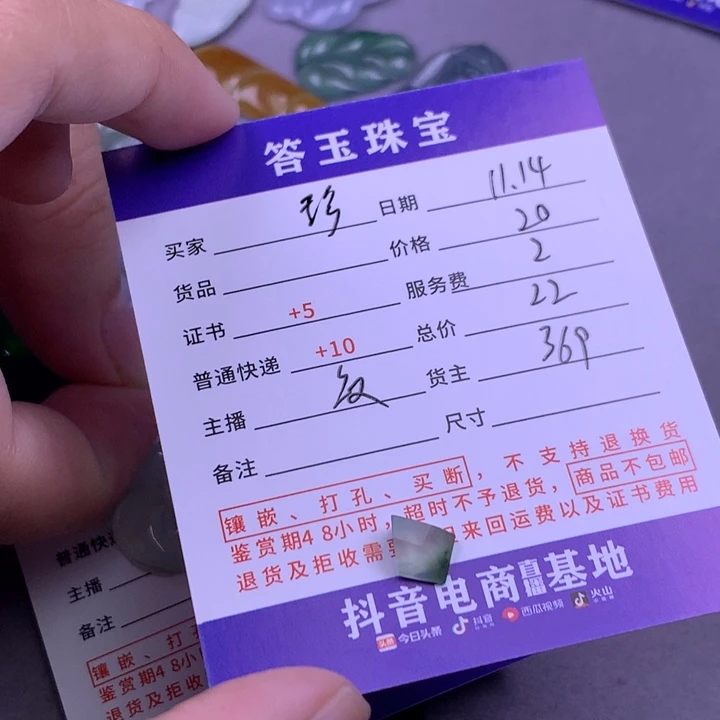 答玉珠宝
买家 珍 日期 11.14
货品 价格 20
证书 +5 服务费 2
普通快递 +10 总价 22
主播 货主 369
备注 尺寸
镶嵌、打孔、买断，不支持退换货
鉴赏期48小时，超时不予退货，商品不包邮
退货及拒收需 来回运费以及证书费用
抖音电商直播基地
头条 今日头条 抖音 西瓜视频 火山
普通快
主播
备注
镶嵌、打
鉴赏期48小
退货及拒收